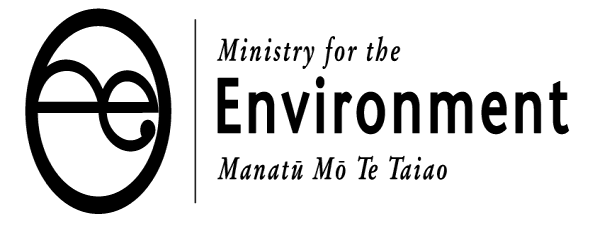 Ministry for the
Environment
Manatū Mō Te Taiao